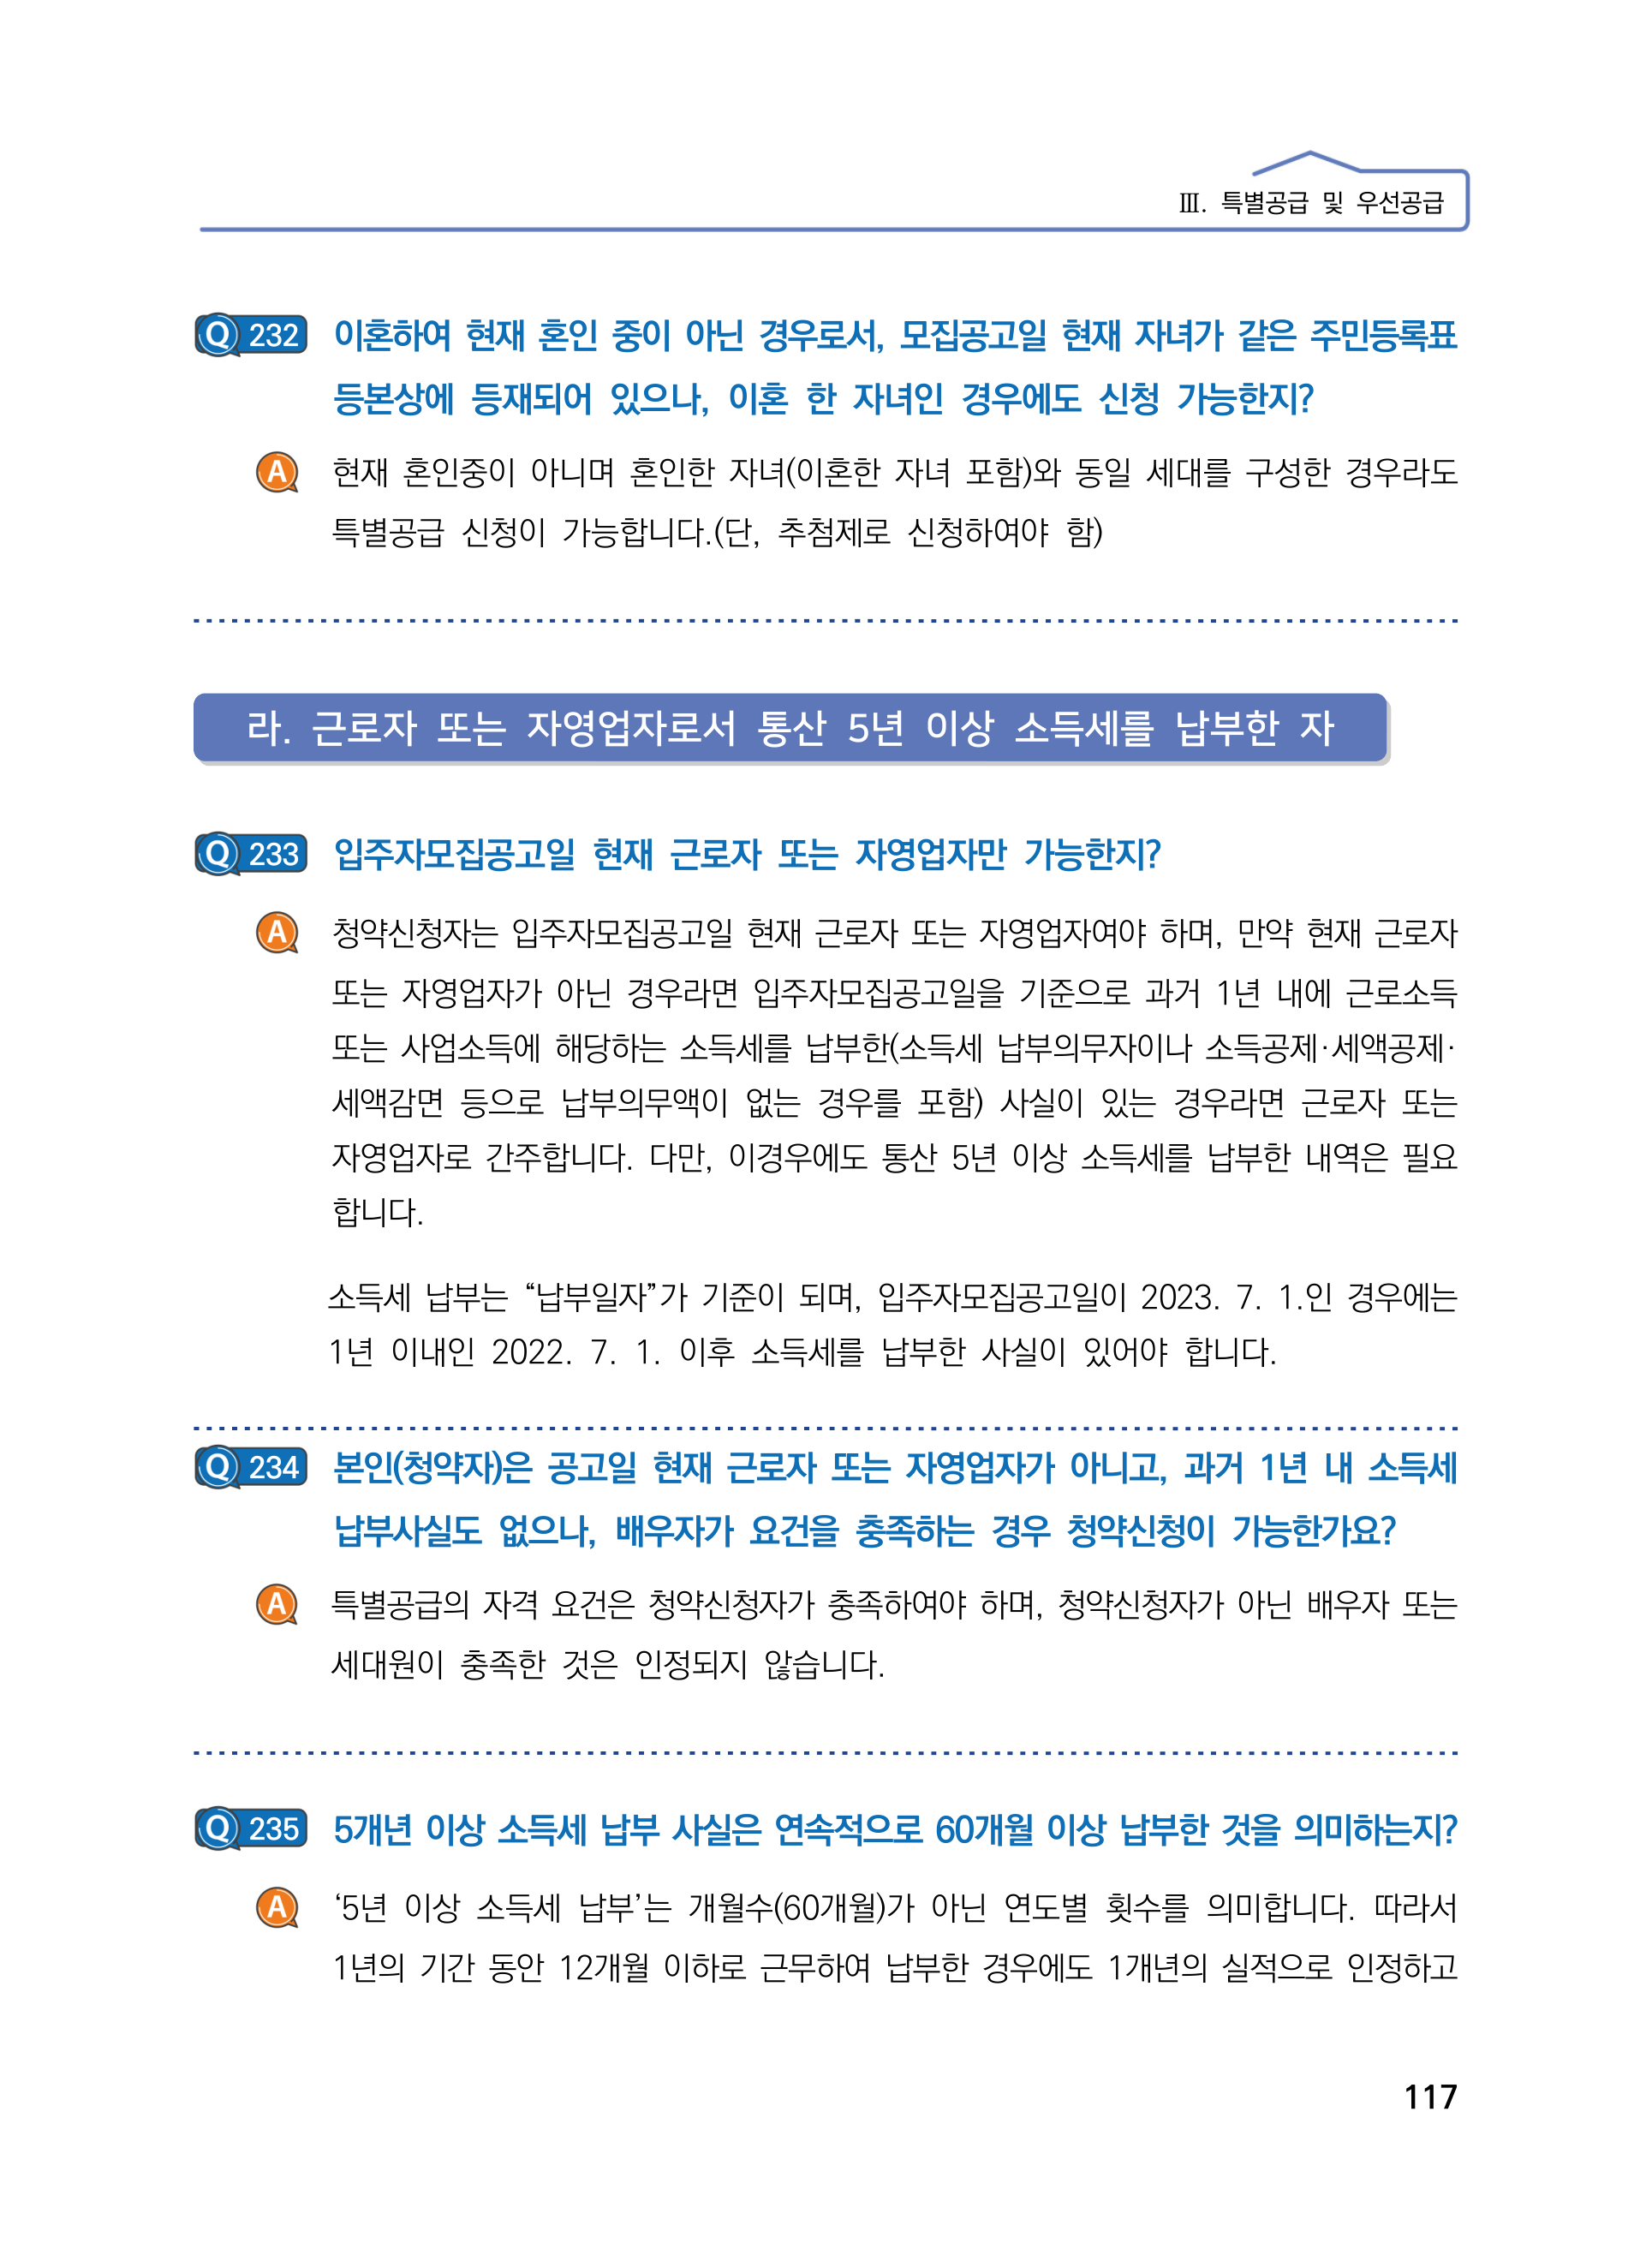 Ⅲ. 특별공급 및 우선공급
Q 232 이혼하여 현재 혼인 중이 아닌 경우로서, 모집공고일 현재 자녀가 같은 주민등록표
등본상에 등재되어 있으나, 이혼 한 자녀인 경우에도 신청 가능한지?
A 현재 혼인중이 아니며 혼인한 자녀(이혼한 자녀 포함)와 동일 세대를 구성한 경우라도
특별공급 신청이 가능합니다.(단, 추첨제로 신청하여야 함)
라. 근로자 또는 자영업자로서 통산 5년 이상 소득세를 납부한 자
Q 233 입주자모집공고일 현재 근로자 또는 자영업자만 가능한지?
A 청약신청자는 입주자모집공고일 현재 근로자 또는 자영업자여야 하며, 만약 현재 근로자
또는 자영업자가 아닌 경우라면 입주자모집공고일을 기준으로 과거 1년 내에 근로소득
또는 사업소득에 해당하는 소득세를 납부한(소득세 납부의무자이나 소득공제·세액공제·
세액감면 등으로 납부의무액이 없는 경우를 포함) 사실이 있는 경우라면 근로자 또는
자영업자로 간주합니다. 다만, 이경우에도 통산 5년 이상 소득세를 납부한 내역은 필요
합니다.
소득세 납부는 “납부일자”가 기준이 되며, 입주자모집공고일이 2023. 7. 1.인 경우에는
1년 이내인 2022. 7. 1. 이후 소득세를 납부한 사실이 있어야 합니다.
Q 234 본인(청약자)은 공고일 현재 근로자 또는 자영업자가 아니고, 과거 1년 내 소득세
납부사실도 없으나, 배우자가 요건을 충족하는 경우 청약신청이 가능한가요?
A 특별공급의 자격 요건은 청약신청자가 충족하여야 하며, 청약신청자가 아닌 배우자 또는
세대원이 충족한 것은 인정되지 않습니다.
Q 235 5개년 이상 소득세 납부 사실은 연속적으로 60개월 이상 납부한 것을 의미하는지?
A ‘5년 이상 소득세 납부’는 개월수(60개월)가 아닌 연도별 횟수를 의미합니다. 따라서
1년의 기간 동안 12개월 이하로 근무하여 납부한 경우에도 1개년의 실적으로 인정하고
117